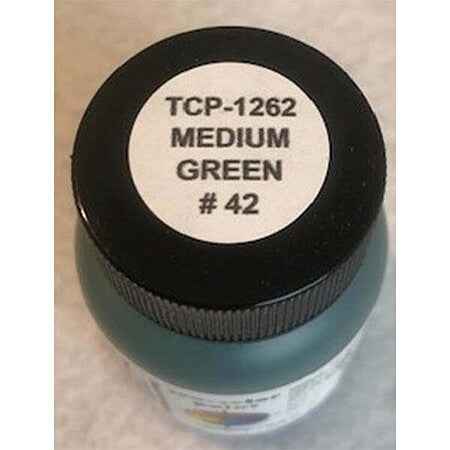 TCP-1262
MEDIUM
GREEN
# 42